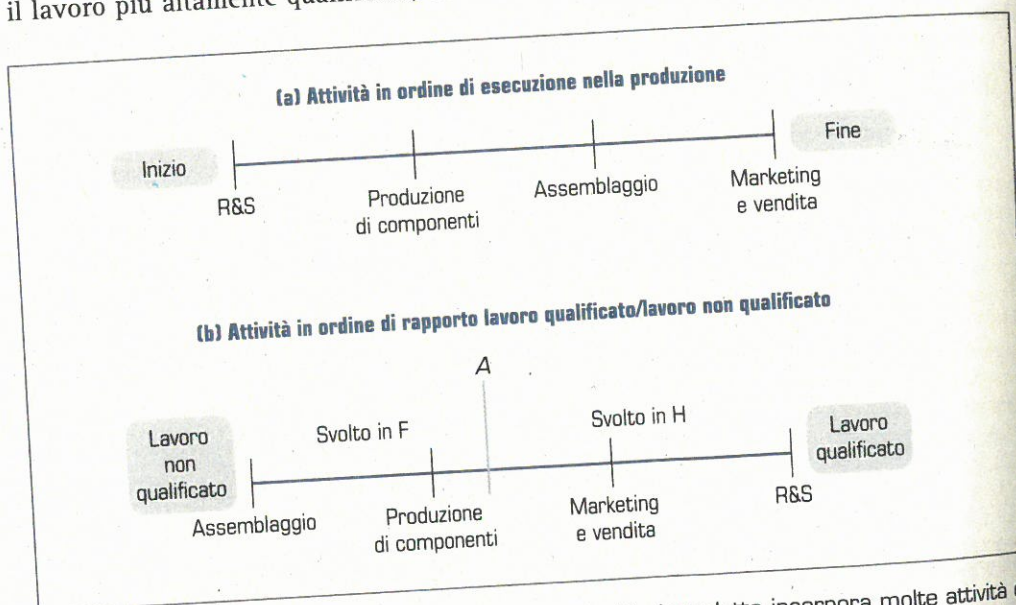 il lavoro più altamente
(a) Attività in ordine di esecuzione nella produzione
Inizio
Fine
R&S
Produzione
di componenti
Assemblaggio
Marketing
e vendita
(b) Attività in ordine di rapporto lavoro qualificato/lavoro non qualificato
A
Lavoro
non
qualificato
Svolto in F
Svolto in H
Lavoro
qualificato
Assemblaggio
Produzione
di componenti
Marketing
e vendita
R&S
incorpora molte attività